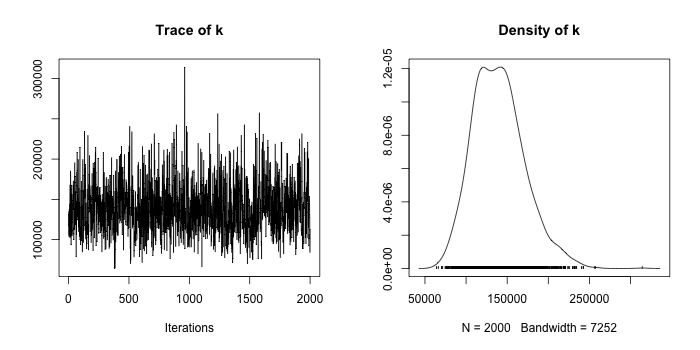 Trace of k
300000
200000
100000
0
500
1000
1500
2000
Iterations
Density of k
1.2e-05
8.0e-06
4.0e-06
0.0e+00
50000
150000
250000
N = 2000 Bandwidth = 7252